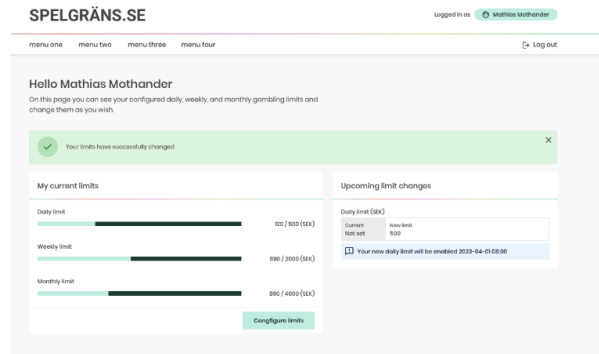 SPELGRÄNS.SE
Logged in as Mathias Mothander
menu one menu two menu three menu four
Log out
Hello Mathias Mothander
On this page you can see your configured daily, weekly, and monthly gambling limits and
change them as you wish.
Your limits have successfully changed
My current limits
Daily limit
120 / 500 (SEK)
Weekly limit
890 / 2000 (SEK)
Monthly limit
890 / 4000 (SEK)
Congfigure limits
Upcoming limit changes
Daily limit (SEK)
Current New limit
Not set 500
Your new daily limit will be enabled 2023-04-01 08:00